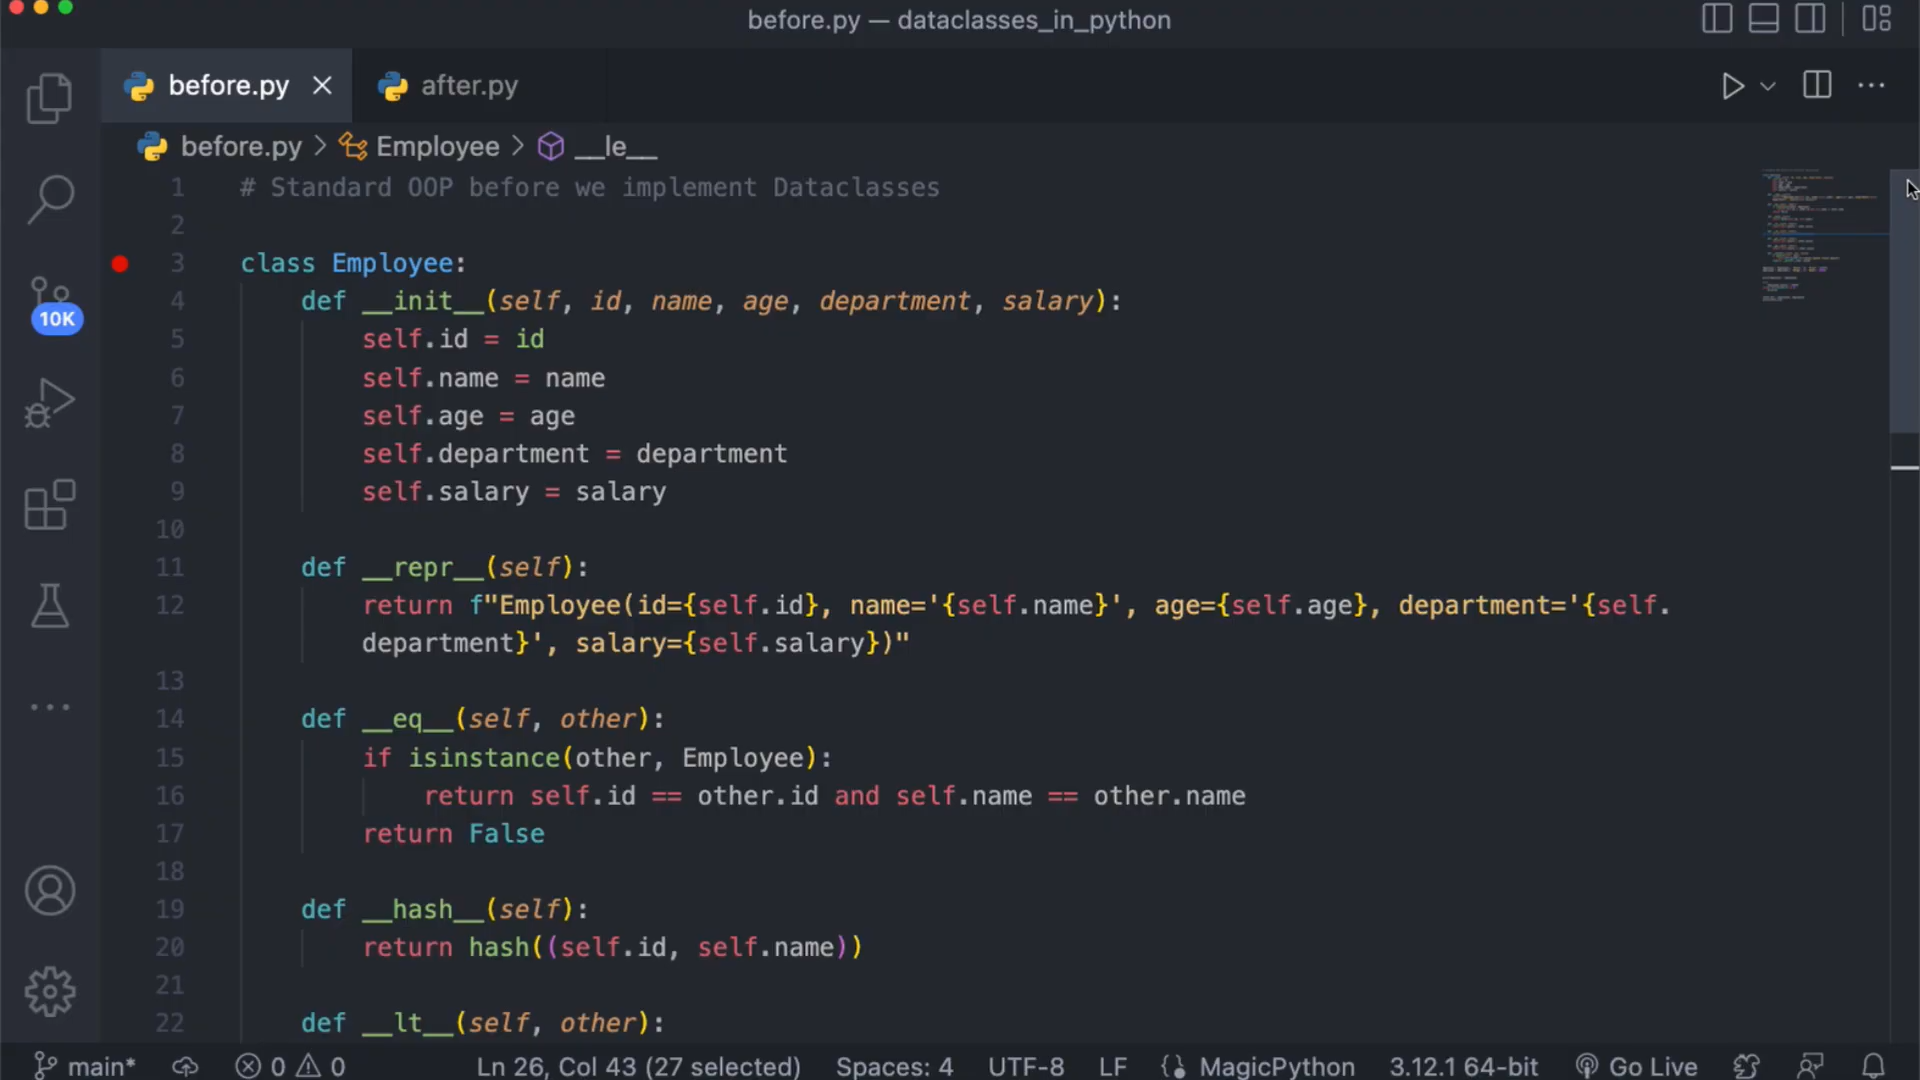 before.py — dataclasses_in_python
before.py
after.py
before.py > Employee > __le__
1 # Standard OOP before we implement Dataclasses
2
3 class Employee:
4 def __init__(self, id, name, age, department, salary):
5 self.id = id
6 self.name = name
7 self.age = age
8 self.department = department
9 self.salary = salary
10
11 def __repr__(self):
12 return f"Employee(id={self.id}, name='{self.name}', age={self.age}, department='{self.
department}', salary={self.salary})"
13
14 def __eq__(self, other):
15 if isinstance(other, Employee):
16 return self.id == other.id and self.name == other.name
17 return False
18
19 def __hash__(self):
20 return hash((self.id, self.name))
21
22 def __lt__(self, other):
10K
main* 0 0 Ln 26, Col 43 (27 selected) Spaces: 4 UTF-8 LF MagicPython 3.12.1 64-bit Go Live